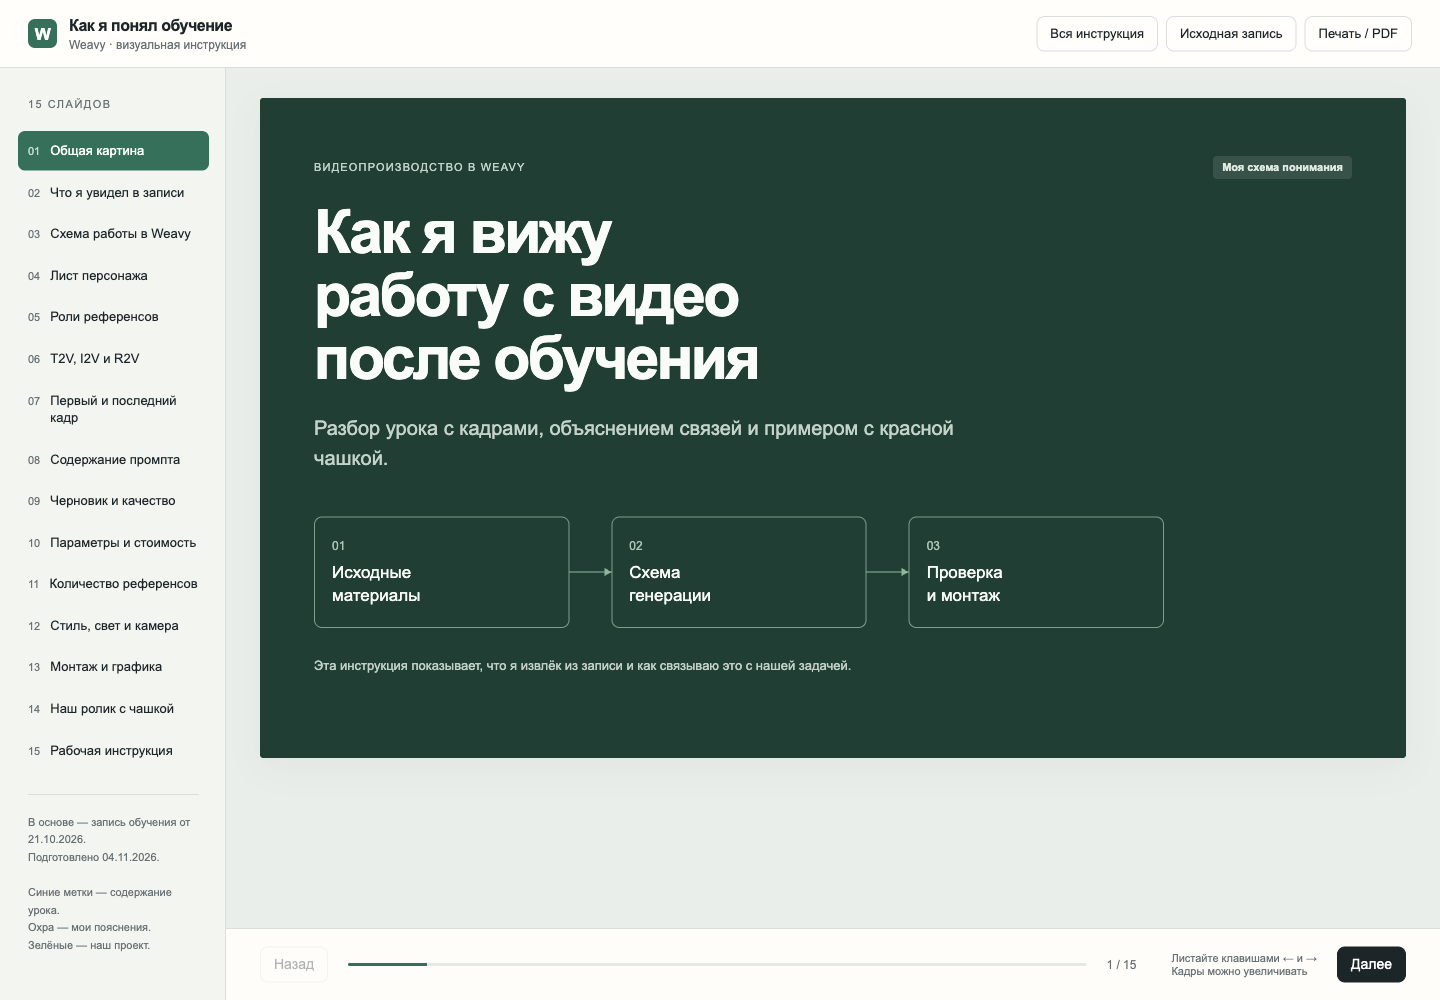 W
Как я понял обучение
Weavy · визуальная инструкция
Вся инструкция
Исходная запись
Печать / PDF
15 СЛАЙДОВ
01 Общая картина
02 Что я увидел в записи
03 Схема работы в Weavy
04 Лист персонажа
05 Роли референсов
06 T2V, I2V и R2V
07 Первый и последний
кадр
08 Содержание промпта
09 Черновик и качество
10 Параметры и стоимость
11 Количество референсов
12 Стиль, свет и камера
13 Монтаж и графика
14 Наш ролик с чашкой
15 Рабочая инструкция
В основе — запись обучения от
21.10.2026.
Подготовлено 04.11.2026.
Синие метки — содержание
урока.
Охра — мои пояснения.
Зелёные — наш проект.
ВИДЕОПРОИЗВОДСТВО В WEAVY
Моя схема понимания
Как я вижу
работу с видео
после обучения
Разбор урока с кадрами, объяснением связей и примером с красной
чашкой.
01
Исходные
материалы
02
Схема
генерации
03
Проверка
и монтаж
Эта инструкция показывает, что я извлёк из записи и как связываю это с нашей задачей.
Назад
1 / 15
Листайте клавишами ← и →
Кадры можно увеличивать
Далее